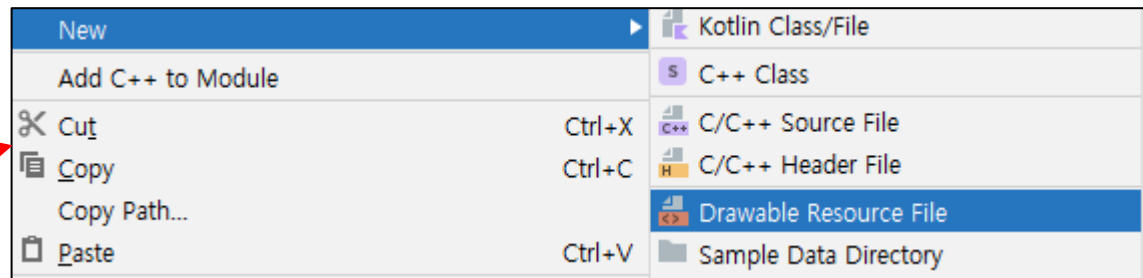 New
Add C++ to Module
Cut Ctrl+X
Copy Ctrl+C
Copy Path...
Paste Ctrl+V
Kotlin Class/File
S C++ Class
C++ C/C++ Source File
H C/C++ Header File
<> Drawable Resource File
Sample Data Directory